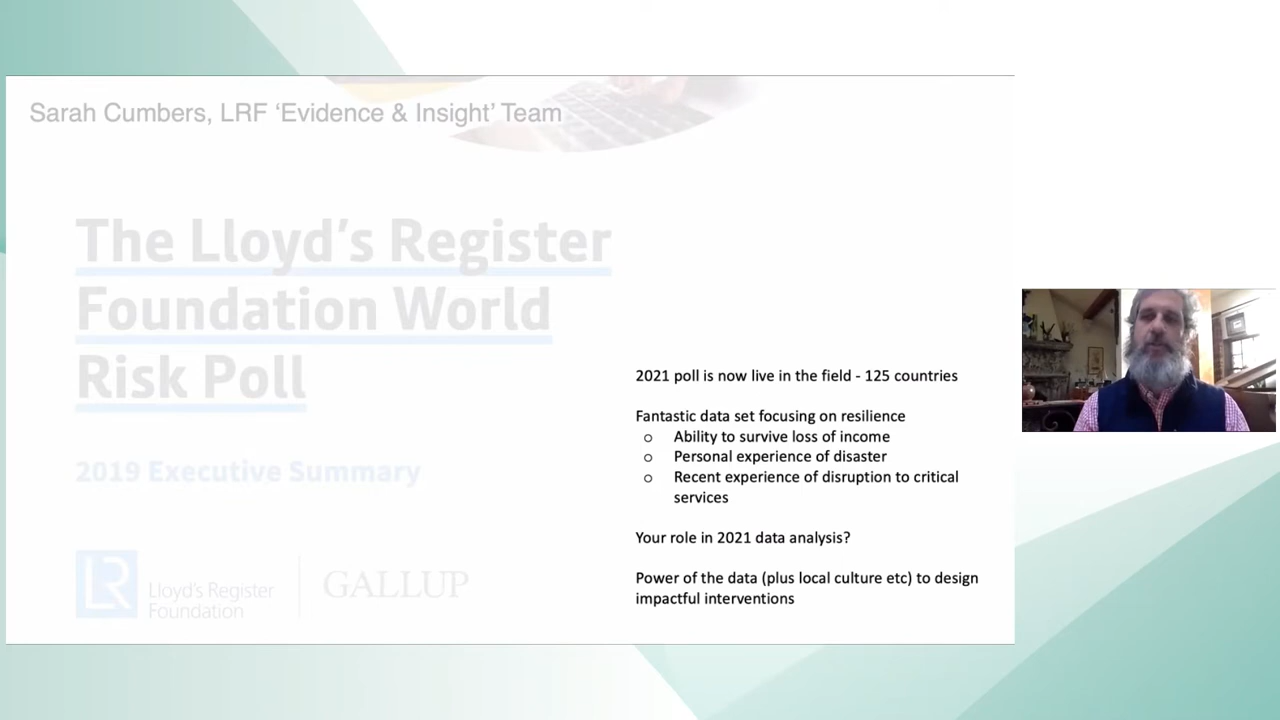 Sarah Cumbers, LRF ‘Evidence & Insight’ Team
The Lloyd’s Register
Foundation World
Risk Poll
2019 Executive Summary
LR
Lloyd’s Register
Foundation
GALLUP
2021 poll is now live in the field - 125 countries
Fantastic data set focusing on resilience
o Ability to survive loss of income
o Personal experience of disaster
o Recent experience of disruption to critical
services
Your role in 2021 data analysis?
Power of the data (plus local culture etc) to design
impactful interventions